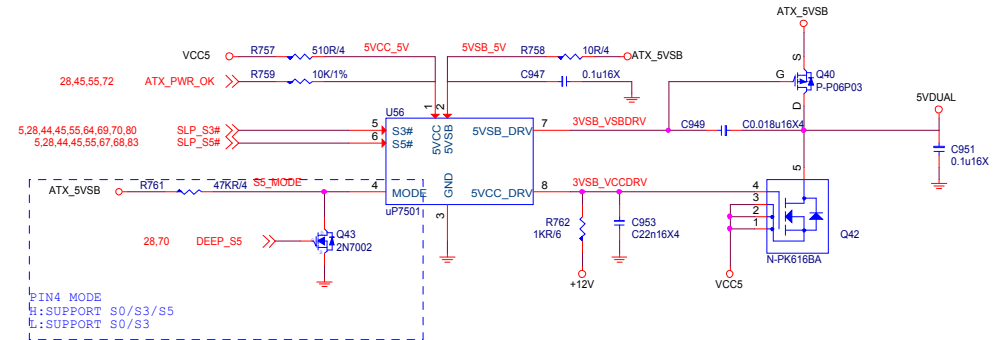 ATX_5VSB
VCC5 R757 510R/4 5VCC_5V 5VSB_5V R758 10R/4 ATX_5VSB
28,45,55,72 ATX_PWR_OK R759 10K/1% C947 0.1u16X
S
G Q40
P-P06P03
D
5VDUAL
1 2
U56
5,28,44,45,55,64,69,70,80 SLP_S3# 5 S3# 5VCC 5VSB 5VSB_DRV 7 3VSB_VSBDRV C949 C0.018u16X4
5,28,44,45,55,67,68,83 SLP_S5# 6 S5#
C951
0.1u16X
ATX_5VSB R761 47KR/4 S5_MODE 4 MODE GND 5VCC_DRV 8 3VSB_VCCDRV 4 5
uP7501
3
3
2
1
R762
1KR/6
C953
C22n16X4
Q42
N-PK616BA
28,70 DEEP_S5 Q43
2N7002
+12V VCC5
PIN4 MODE
H:SUPPORT S0/S3/S5
L:SUPPORT S0/S3